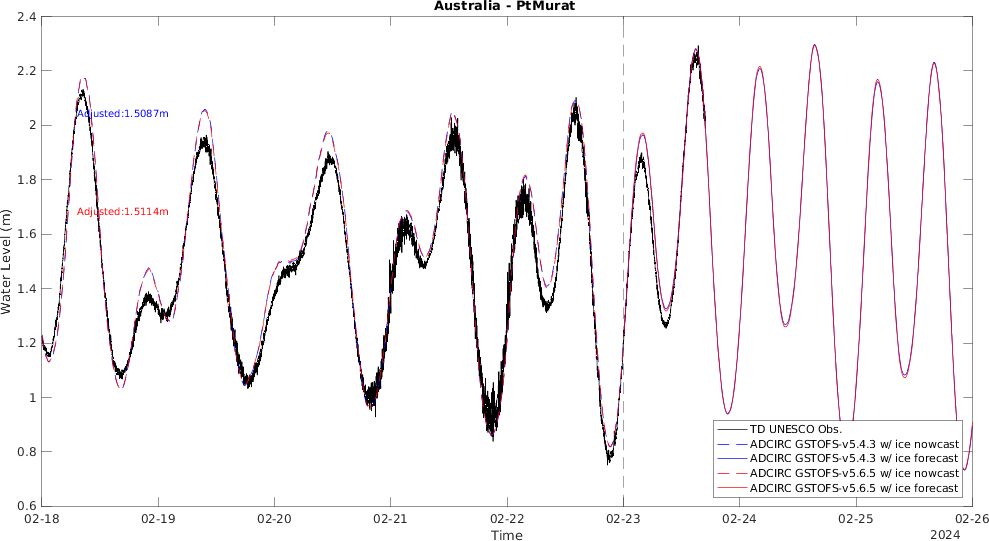 Australia - PtMurat
2.4
2.2
2
1.8
1.6
1.4
1.2
1
0.8
0.6
Water Level (m)
Adjusted:1.5087m
Adjusted:1.5114m
TD UNESCO Obs.
ADCIRC GSTOFS-v5.4.3 w/ ice nowcast
ADCIRC GSTOFS-v5.4.3 w/ ice forecast
ADCIRC GSTOFS-v5.6.5 w/ ice nowcast
ADCIRC GSTOFS-v5.6.5 w/ ice forecast
02-18 02-19 02-20 02-21 02-22 02-23 02-24 02-25 02-26
Time
2024